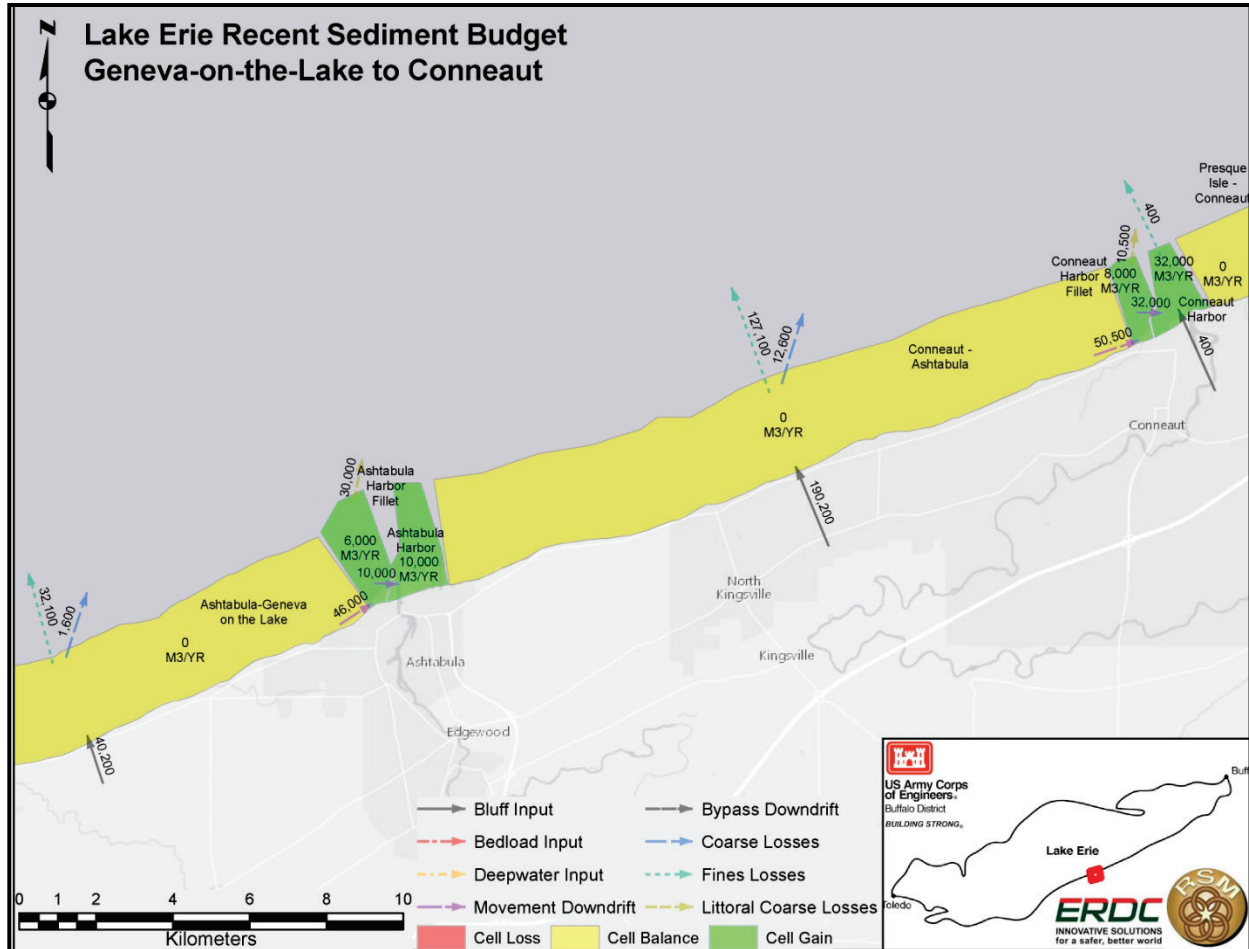 N
Lake Erie Recent Sediment Budget
Geneva-on-the-Lake to Conneaut
Presque
Isle -
Conneaut
400
10,500
Conneaut
Harbor
Fillet
8,000
M3/YR
32,000
M3/YR
0
M3/YR
32,000
Conneaut
Harbor
50,500
400
127,100
12,600
Conneaut -
Ashtabula
0
M3/YR
Conneaut
190,200
30,000
Ashtabula
Harbor
Fillet
6,000
M3/YR
Ashtabula
Harbor
10,000
M3/YR
10,000
46,000
32,100
1,600
Ashtabula-Geneva
on the Lake
0
M3/YR
40,200
North
Kingsville
Kingsville
Ashtabula
Edgewood
Bluff Input
Bedload Input
Deepwater Input
Movement Downdrift
Bypass Downdrift
Coarse Losses
Fines Losses
Littoral Coarse Losses
Cell Loss
Cell Balance
Cell Gain
0 1 2 4 6 8 10
Kilometers
US Army Corps
of Engineers®
Buffalo District
BUILDING STRONG®
Buff
Lake Erie
Toledo
ERDC
INNOVATIVE SOLUTIONS
for a safer, better world
RSM